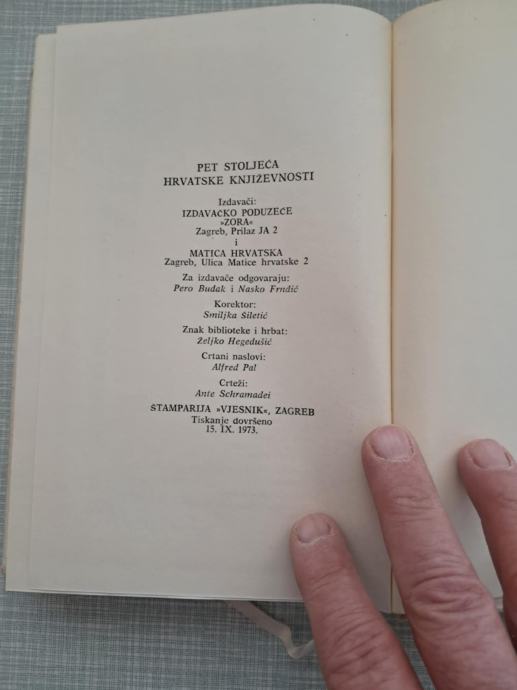 PET STOLJEĆA
HRVATSKE KNJIŽEVNOSTI
Izdavači:
IZDAVAČKO PODUZEĆE
»ZORA«
Zagreb, Prilaz JA 2
i
MATICA HRVATSKA
Zagreb, Ulica Matice hrvatske 2
Za izdavače odgovaraju:
Pero Budak i Nasko Frndić
Korektor:
Smiljka Šiletić
Znak biblioteke i hrbat:
Željko Hegedušić
Crtani naslovi:
Alfred Pal
Crteži:
Ante Schramadei
ŠTAMPARIJA »VJESNIK«, ZAGREB
Tiskanje dovršeno
15. IX. 1973.